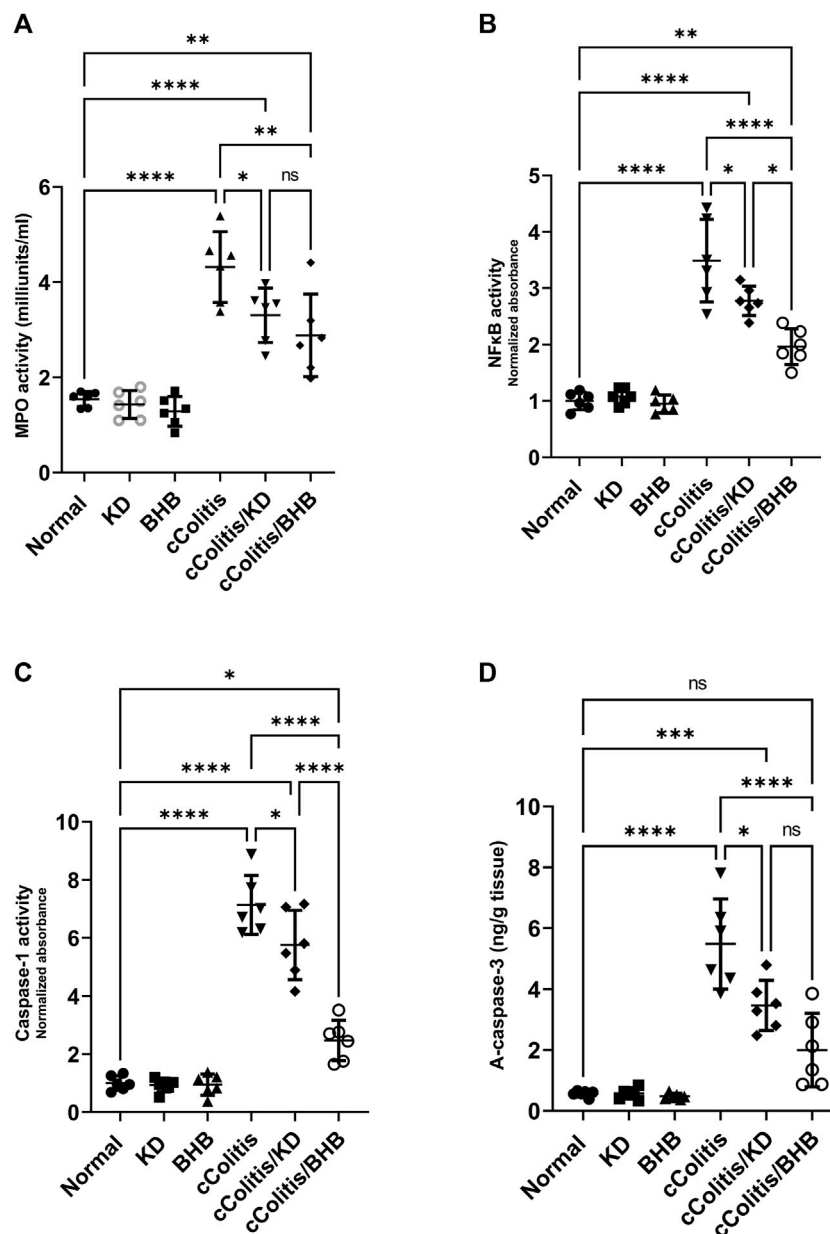 A
**
****
**
****
*
ns
MPO activity (milliunits/ml)
6
4
2
0
Normal
KD
BHB
cColitis
cColitis/KD
cColitis/BHB
B
**
****
****
****
*
*
NFκB activity
Normalized absorbance
5
4
3
2
1
0
Normal
KD
BHB
cColitis
cColitis/KD
cColitis/BHB
C
*
****
****
****
****
*
Caspase-1 activity
Normalized absorbance
10
8
6
4
2
0
Normal
KD
BHB
cColitis
cColitis/KD
cColitis/BHB
D
ns
***
****
****
*
ns
A-caspase-3 (ng/g tissue)
10
8
6
4
2
0
Normal
KD
BHB
cColitis
cColitis/KD
cColitis/BHB